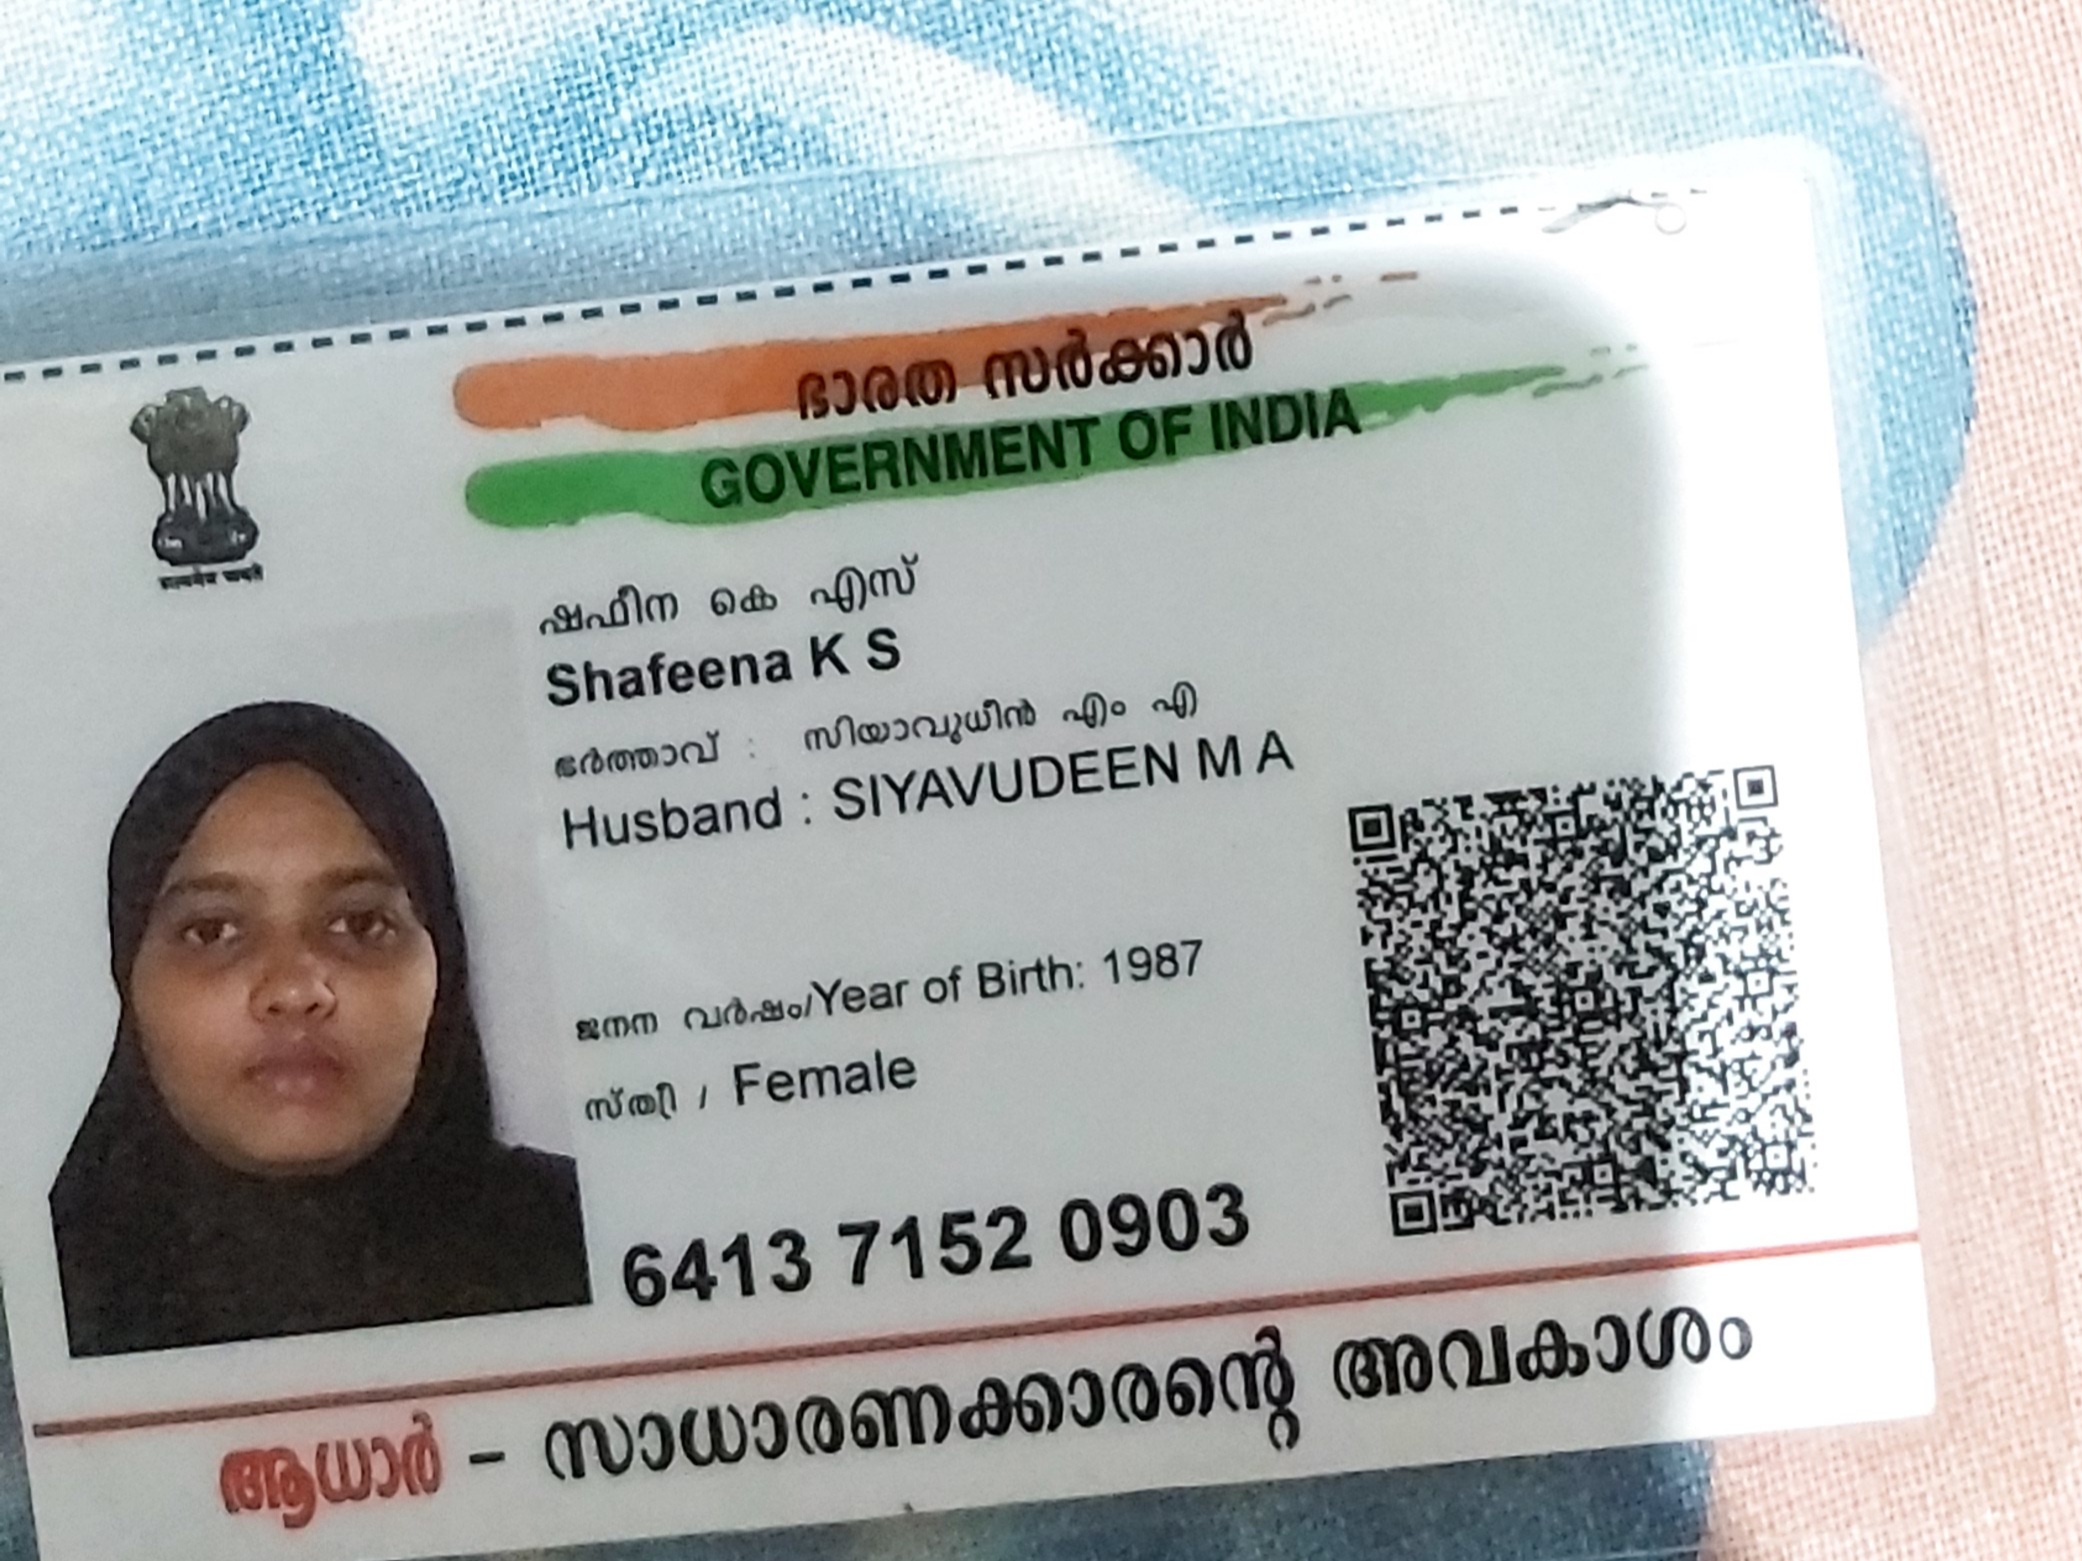 ഭാരത സർക്കാർ
GOVERNMENT OF INDIA
सत्यमेव जयते
ഷഫീന കെ എസ്
Shafeena K S
ഭർത്താവ് : സിയാവുധീൻ എം എ
Husband : SIYAVUDEEN M A
ജനന വർഷം/Year of Birth: 1987
സ്ത്രീ / Female
6413 7152 0903
ആധാർ - സാധാരണക്കാരന്റെ അവകാശം